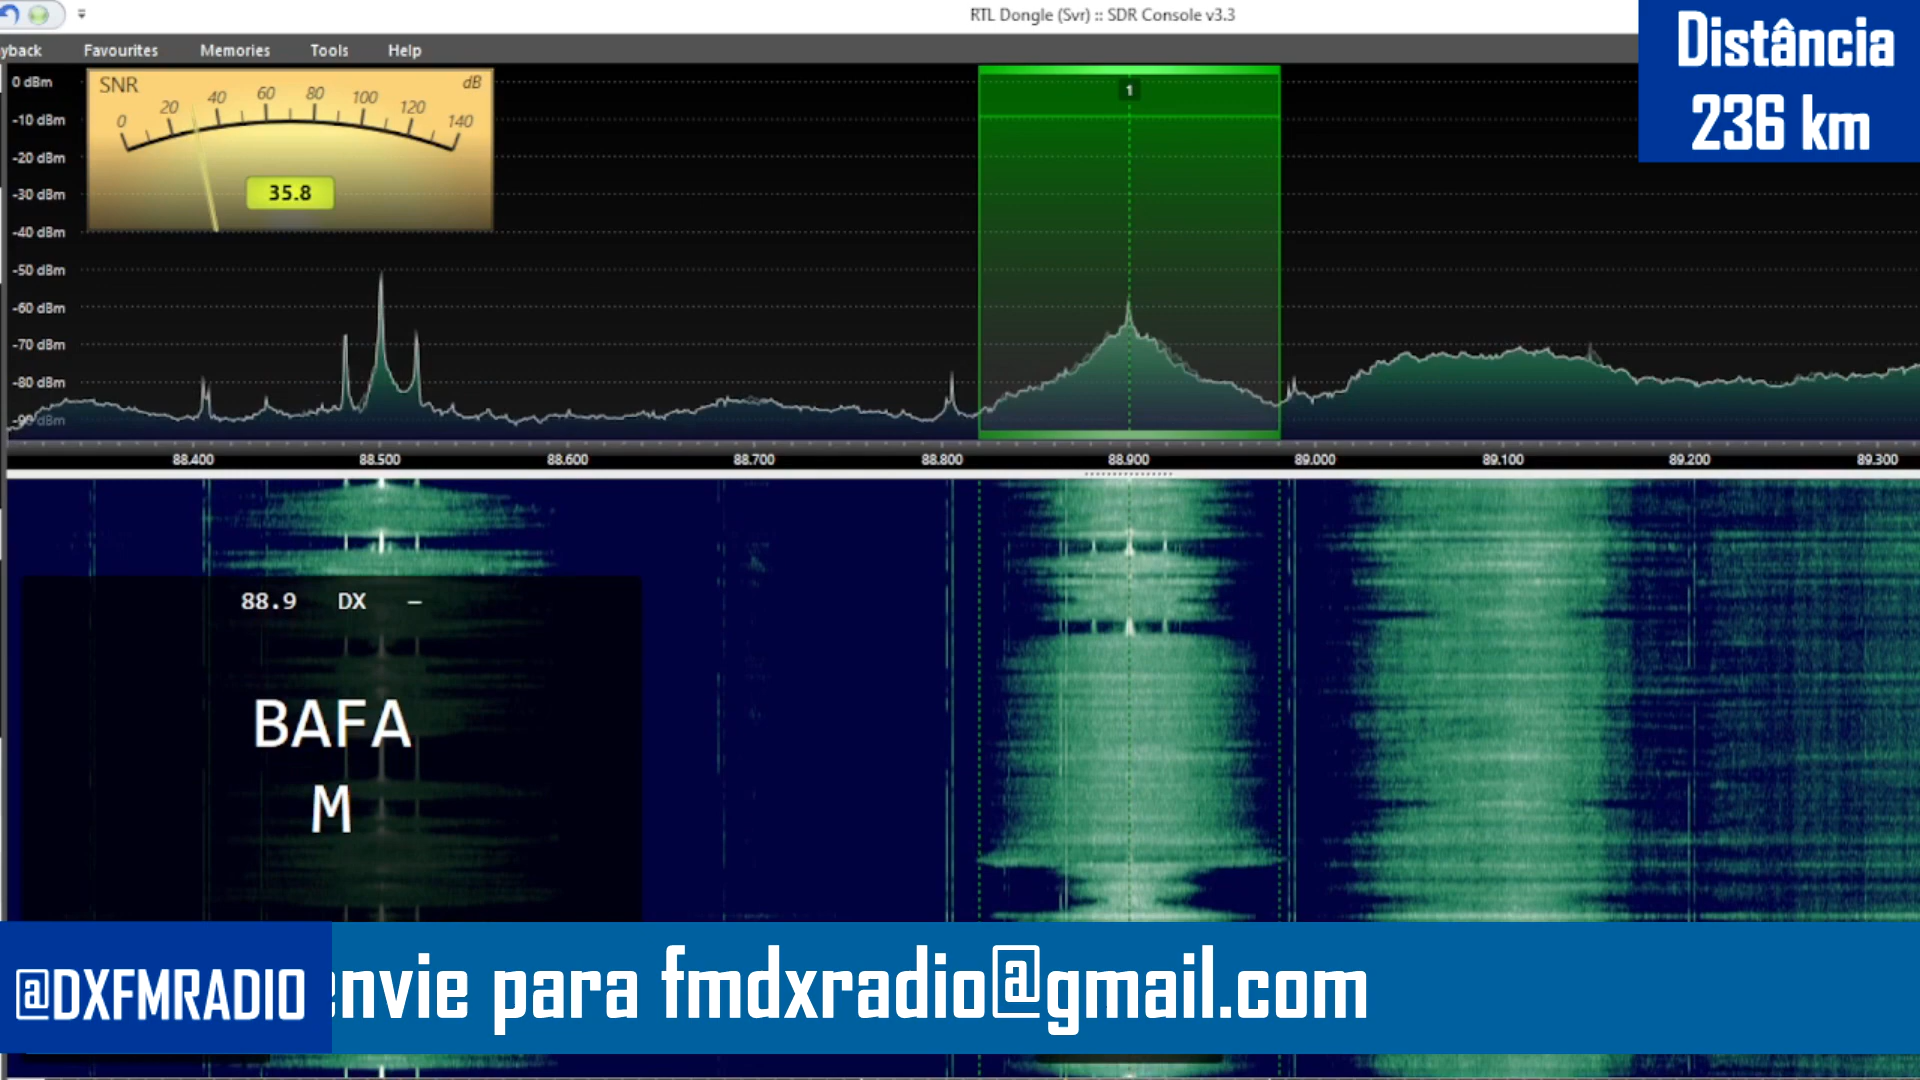 RTL Dongle (Svr) :: SDR Console v3.3
yback Favourites Memories Tools Help
Distância
236 km
SNR dB
0 20 40 60 80 100 120 140
35.8
1
0 dBm
-10 dBm
-20 dBm
-30 dBm
-40 dBm
-50 dBm
-60 dBm
-70 dBm
-80 dBm
-90 dBm
88.400 88.500 88.600 88.700 88.800 88.900 89.000 89.100 89.200 89.300
88.9 DX –
BAFA
M
@DXFMRADIO
envie para fmdxradio@gmail.com